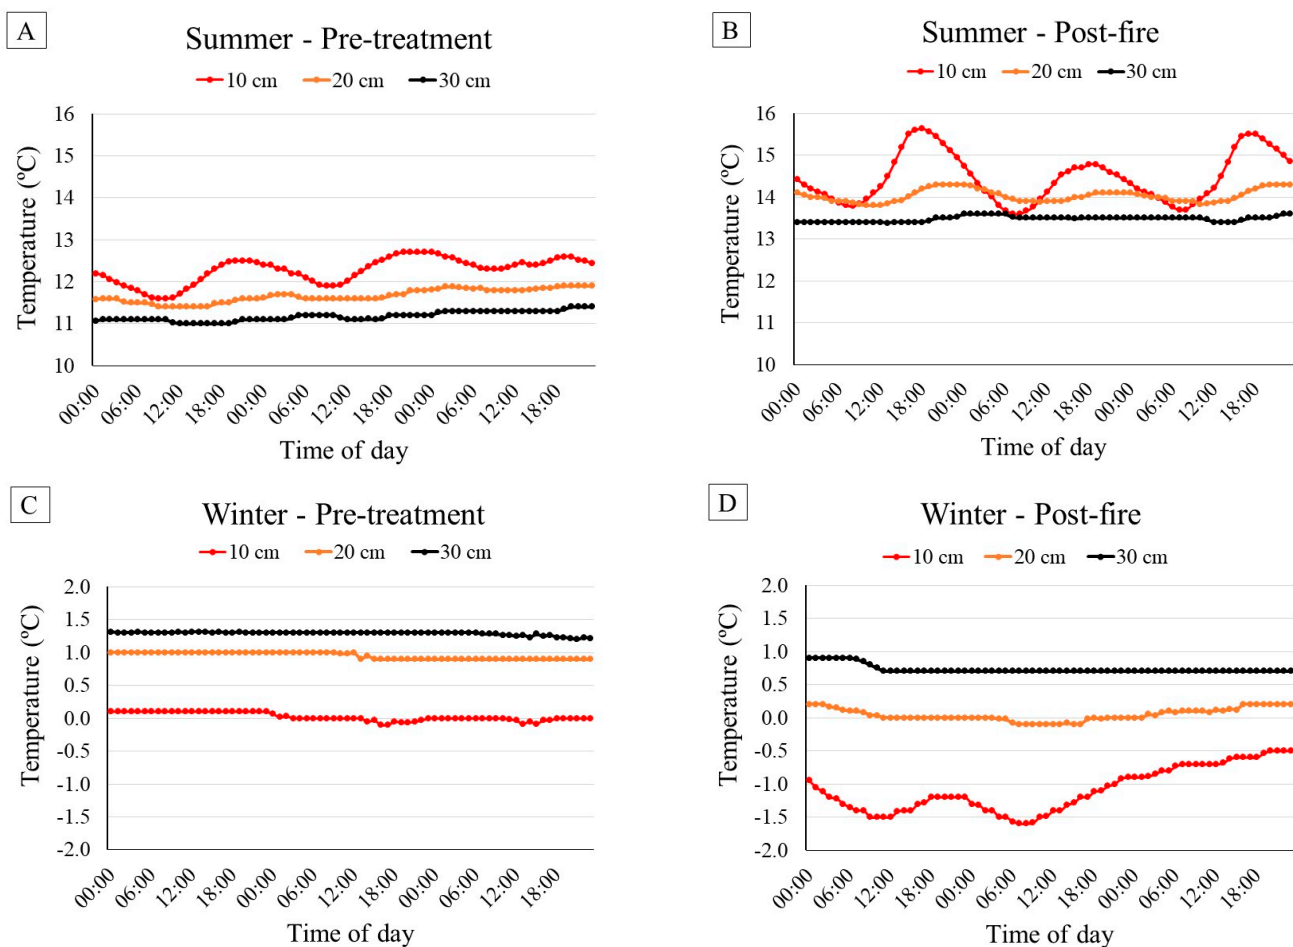 A
Summer - Pre-treatment
10 cm 20 cm 30 cm
16
15
14
13
12
11
10
Temperature (ºC)
00:00 06:00 12:00 18:00 00:00 06:00 12:00 18:00 00:00 06:00 12:00 18:00
Time of day
B
Summer - Post-fire
10 cm 20 cm 30 cm
16
15
14
13
12
11
10
Temperature (ºC)
00:00 06:00 12:00 18:00 00:00 06:00 12:00 18:00 00:00 06:00 12:00 18:00
Time of day
C
Winter - Pre-treatment
10 cm 20 cm 30 cm
2.0
1.5
1.0
0.5
0.0
-0.5
-1.0
-1.5
-2.0
Temperature (ºC)
00:00 06:00 12:00 18:00 00:00 06:00 12:00 18:00 00:00 06:00 12:00 18:00
Time of day
D
Winter - Post-fire
10 cm 20 cm 30 cm
2.0
1.5
1.0
0.5
0.0
-0.5
-1.0
-1.5
-2.0
Temperature (ºC)
00:00 06:00 12:00 18:00 00:00 06:00 12:00 18:00 00:00 06:00 12:00 18:00
Time of day